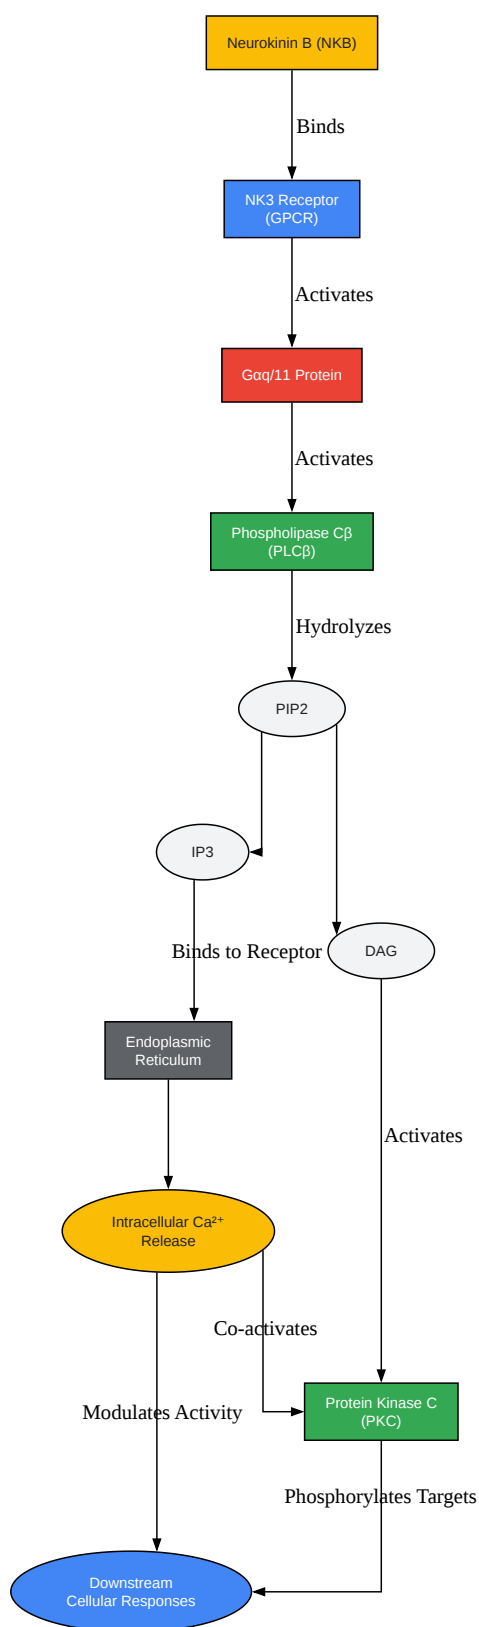 Neurokinin B (NKB)
Binds
NK3 Receptor
(GPCR)
Activates
Gαq/11 Protein
Activates
Phospholipase Cβ
(PLCβ)
Hydrolyzes
PIP2
IP3
Binds to Receptor
DAG
Endoplasmic
Reticulum
Activates
Intracellular Ca²⁺
Release
Co-activates
Protein Kinase C
(PKC)
Modulates Activity
Phosphorylates Targets
Downstream
Cellular Responses